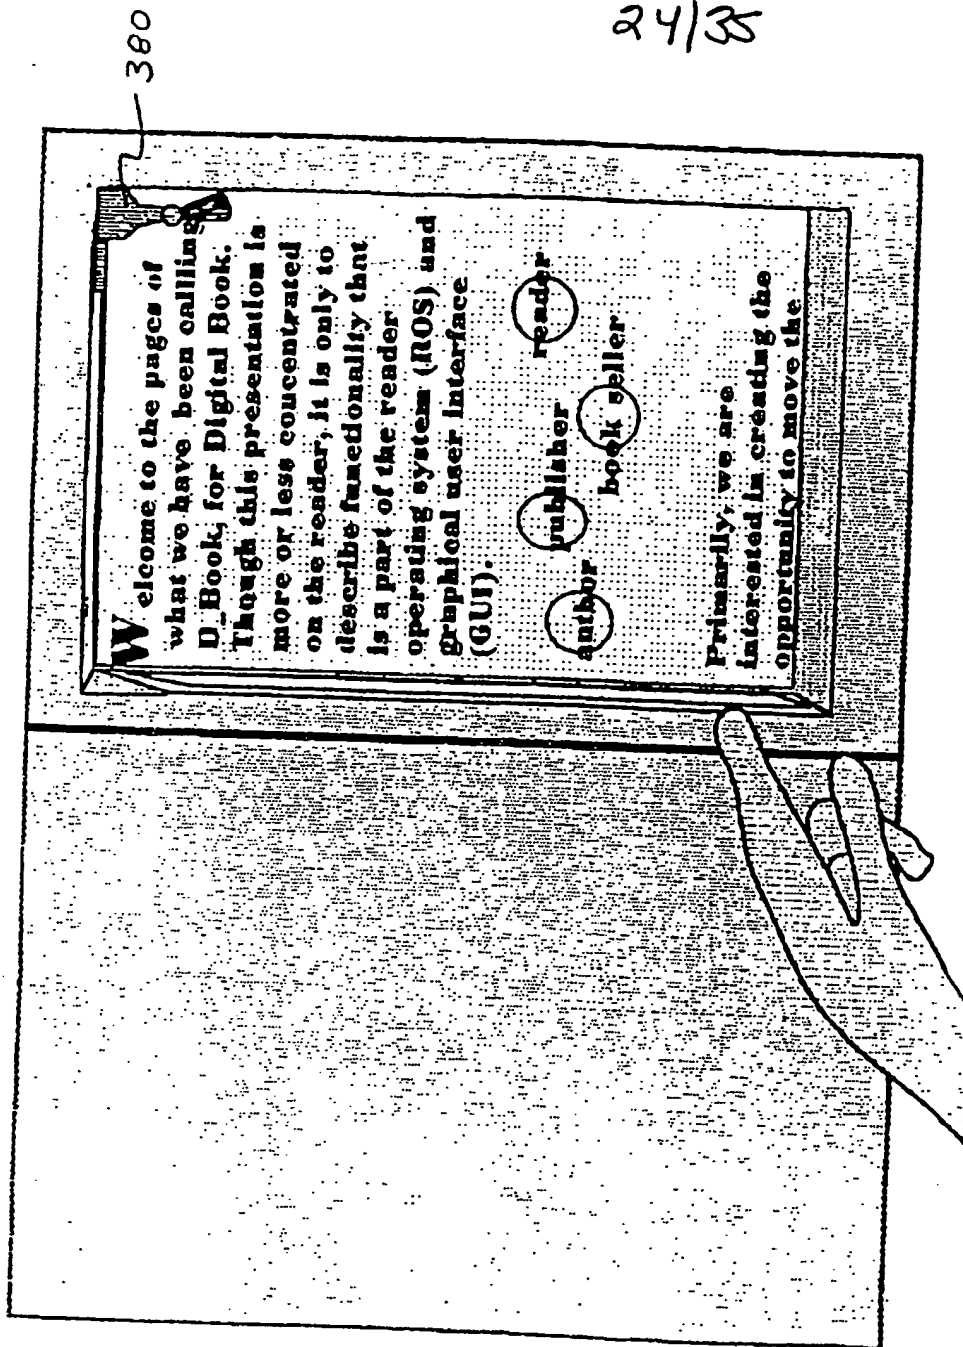 24/35
380
Welcome to the pages of
what we have been callling
D_Book, for Digital Book.
Though this presentation is
more or less coucentrated
on the reader, it is only to
describe functionality that
is a part of the reader
operating system (ROS) and
graphical user interface
(GUI).
author publisher reader
book seller
Primarily, we are
interested in creating the
opportunity to move the